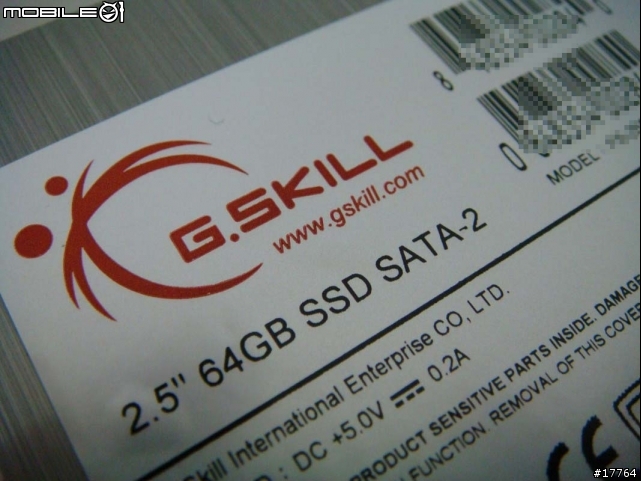 MOBILE01
8
0
MODEL
G.SKILL
www.gskill.com
2.5" 64GB SSD SATA-2
Skill International Enterprise CO, LTD.
: DC +5.0V 0.2A
PRODUCT SENSITIVE PARTS INSIDE. DAMAGE
FUNCTION. REMOVAL OF THIS COVER
CE
#17764